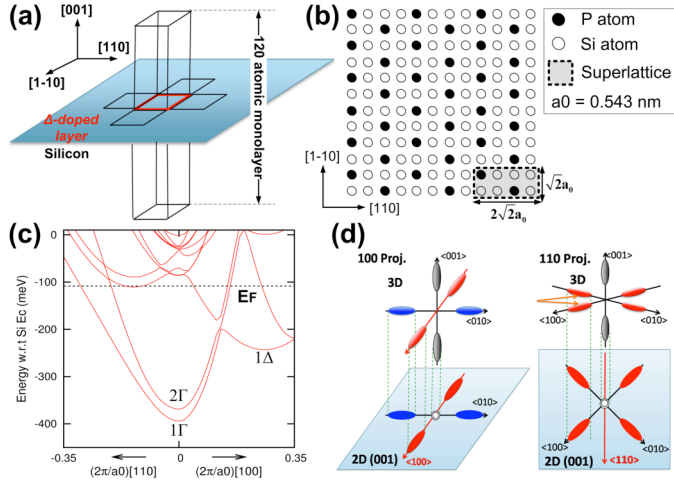 (a)
[001]
[110]
[1-10]
120 atomic monolayer
Δ-doped
layer
Silicon
(b)
P atom
Si atom
Superlattice
a0 = 0.543 nm
[1-10]
[110]
√2a₀
2√2a₀
(c)
Energy w.r.t Si Ec (meV)
0
-100
-200
-300
-400
EF
1Δ
2Γ
1Γ
-0.35
0
0.35
(2π/a0)[110]
(2π/a0)[100]
(d)
100 Proj.
3D
<001>
<010>
<010>
2D (001)
<100>
110 Proj.
3D
<001>
<100>
<010>
<100>
<010>
2D (001)
<110>